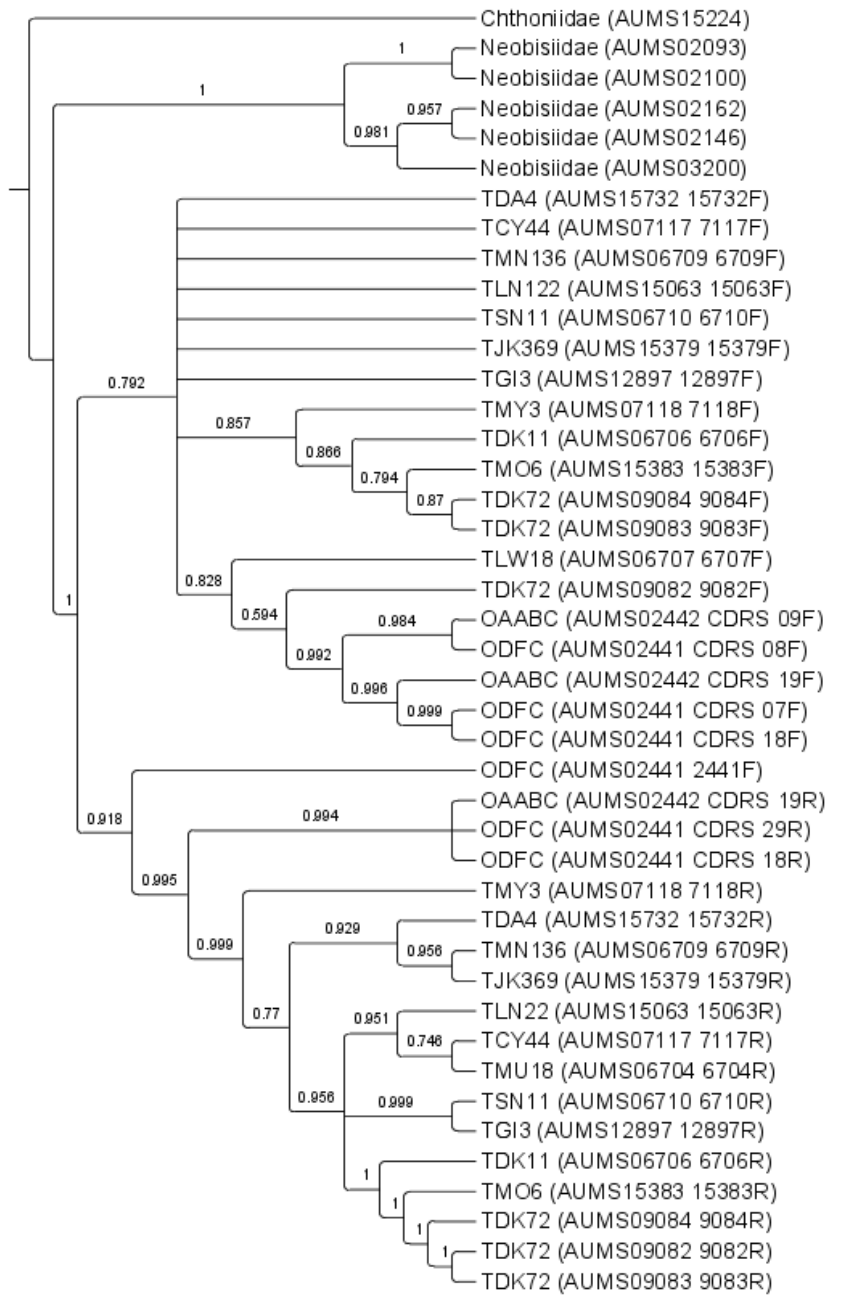 Chthoniidae (AUMS15224)
1
Neobisiidae (AUMS02093)
Neobisiidae (AUMS02100)
1
0.957
Neobisiidae (AUMS02162)
0.981
Neobisiidae (AUMS02146)
Neobisiidae (AUMS03200)
TDA4 (AUMS15732 15732F)
TCY44 (AUMS07117 7117F)
TMN136 (AUMS06709 6709F)
TLN122 (AUMS15063 15063F)
TSN11 (AUMS06710 6710F)
TJK369 (AUMS15379 15379F)
0.792
TGI3 (AUMS12897 12897F)
TMY3 (AUMS07118 7118F)
0.857
TDK11 (AUMS06706 6706F)
0.866
TMO6 (AUMS15383 15383F)
0.794
TDK72 (AUMS09084 9084F)
0.87
TDK72 (AUMS09083 9083F)
TLW18 (AUMS06707 6707F)
0.828
TDK72 (AUMS09082 9082F)
1
0.594
0.984
OAABC (AUMS02442 CDRS 09F)
0.992
ODFC (AUMS02441 CDRS 08F)
OAABC (AUMS02442 CDRS 19F)
0.996
ODFC (AUMS02441 CDRS 07F)
0.999
ODFC (AUMS02441 CDRS 18F)
ODFC (AUMS02441 2441F)
OAABC (AUMS02442 CDRS 19R)
0.918
0.994
ODFC (AUMS02441 CDRS 29R)
ODFC (AUMS02441 CDRS 18R)
0.995
TMY3 (AUMS07118 7118R)
TDA4 (AUMS15732 15732R)
0.929
0.999
TMN136 (AUMS06709 6709R)
0.956
TJK369 (AUMS15379 15379R)
TLN22 (AUMS15063 15063R)
0.77
0.951
TCY44 (AUMS07117 7117R)
0.746
TMU18 (AUMS06704 6704R)
0.956
0.999
TSN11 (AUMS06710 6710R)
TGI3 (AUMS12897 12897R)
TDK11 (AUMS06706 6706R)
1
TMO6 (AUMS15383 15383R)
1
TDK72 (AUMS09084 9084R)
1
TDK72 (AUMS09082 9082R)
1
TDK72 (AUMS09083 9083R)